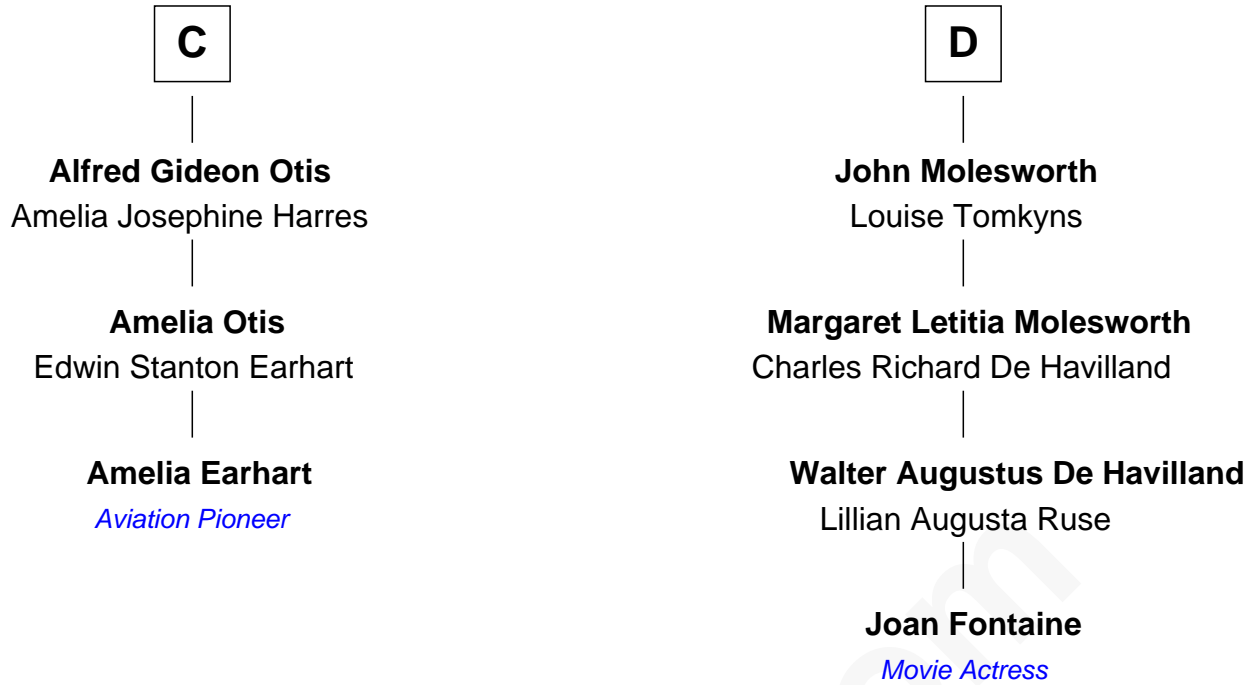 C
Alfred Gideon Otis
Amelia Josephine Harres
Amelia Otis
Edwin Stanton Earhart
Amelia Earhart
Aviation Pioneer
D
John Molesworth
Louise Tomkyns
Margaret Letitia Molesworth
Charles Richard De Havilland
Walter Augustus De Havilland
Lillian Augusta Ruse
Joan Fontaine
Movie Actress